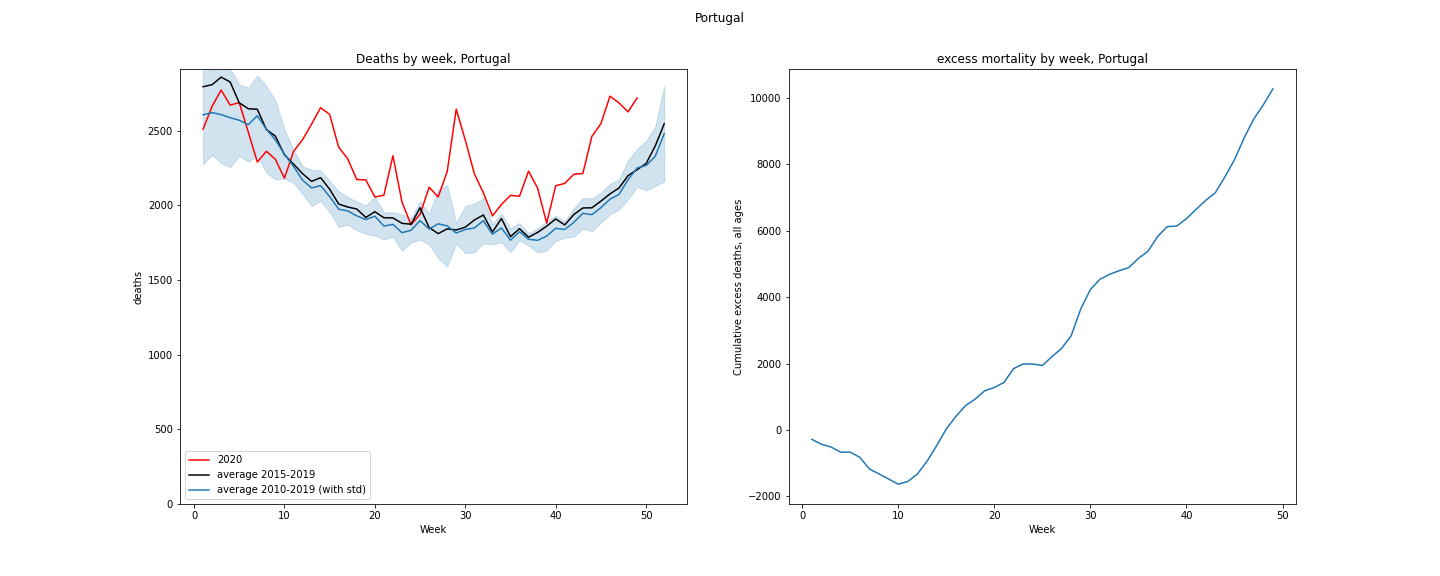 Portugal
Deaths by week, Portugal
deaths
2500
2000
1500
1000
500
0
0 10 20 30 40 50
Week
2020
average 2015-2019
average 2010-2019 (with std)
excess mortality by week, Portugal
Cumulative excess deaths, all ages
10000
8000
6000
4000
2000
0
−2000
0 10 20 30 40 50
Week